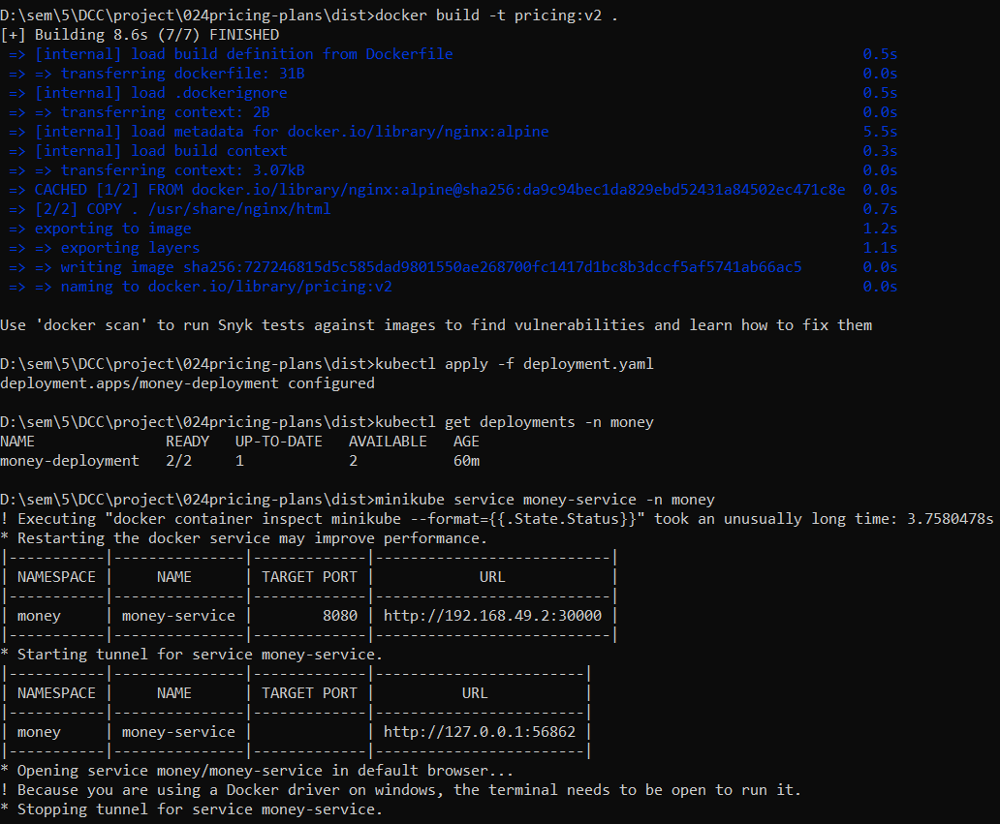 D:\sem\5\DCC\project\024pricing-plans\dist>docker build -t pricing:v2 .
[+] Building 8.6s (7/7) FINISHED
 => [internal] load build definition from Dockerfile                                               0.5s
 => => transferring dockerfile: 31B                                                                0.0s
 => [internal] load .dockerignore                                                                  0.5s
 => => transferring context: 2B                                                                    0.0s
 => [internal] load metadata for docker.io/library/nginx:alpine                                    5.5s
 => [internal] load build context                                                                  0.3s
 => => transferring context: 3.07kB                                                                0.0s
 => CACHED [1/2] FROM docker.io/library/nginx:alpine@sha256:da9c94bec1da829ebd52431a84502ec471c8e  0.0s
 => [2/2] COPY . /usr/share/nginx/html                                                             0.7s
 => exporting to image                                                                             1.2s
 => => exporting layers                                                                            1.1s
 => => writing image sha256:727246815d5c585dad9801550ae268700fc1417d1bc8b3dccf5af5741ab66ac5       0.0s
 => => naming to docker.io/library/pricing:v2                                                      0.0s
Use 'docker scan' to run Snyk tests against images to find vulnerabilities and learn how to fix them
D:\sem\5\DCC\project\024pricing-plans\dist>kubectl apply -f deployment.yaml
deployment.apps/money-deployment configured
D:\sem\5\DCC\project\024pricing-plans\dist>kubectl get deployments -n money
NAME               READY   UP-TO-DATE   AVAILABLE   AGE
money-deployment   2/2     1            2           60m
D:\sem\5\DCC\project\024pricing-plans\dist>minikube service money-service -n money
! Executing "docker container inspect minikube --format={{.State.Status}}" took an unusually long time: 3.7580478s
* Restarting the docker service may improve performance.
|-----------|---------------|-------------|---------------------------|
| NAMESPACE |     NAME      | TARGET PORT |            URL            |
|-----------|---------------|-------------|---------------------------|
| money     | money-service |        8080 | http://192.168.49.2:30000 |
|-----------|---------------|-------------|---------------------------|
* Starting tunnel for service money-service.
|-----------|---------------|-------------|------------------------|
| NAMESPACE |     NAME      | TARGET PORT |          URL           |
|-----------|---------------|-------------|------------------------|
| money     | money-service |             | http://127.0.0.1:56862 |
|-----------|---------------|-------------|------------------------|
* Opening service money/money-service in default browser...
! Because you are using a Docker driver on windows, the terminal needs to be open to run it.
* Stopping tunnel for service money-service.